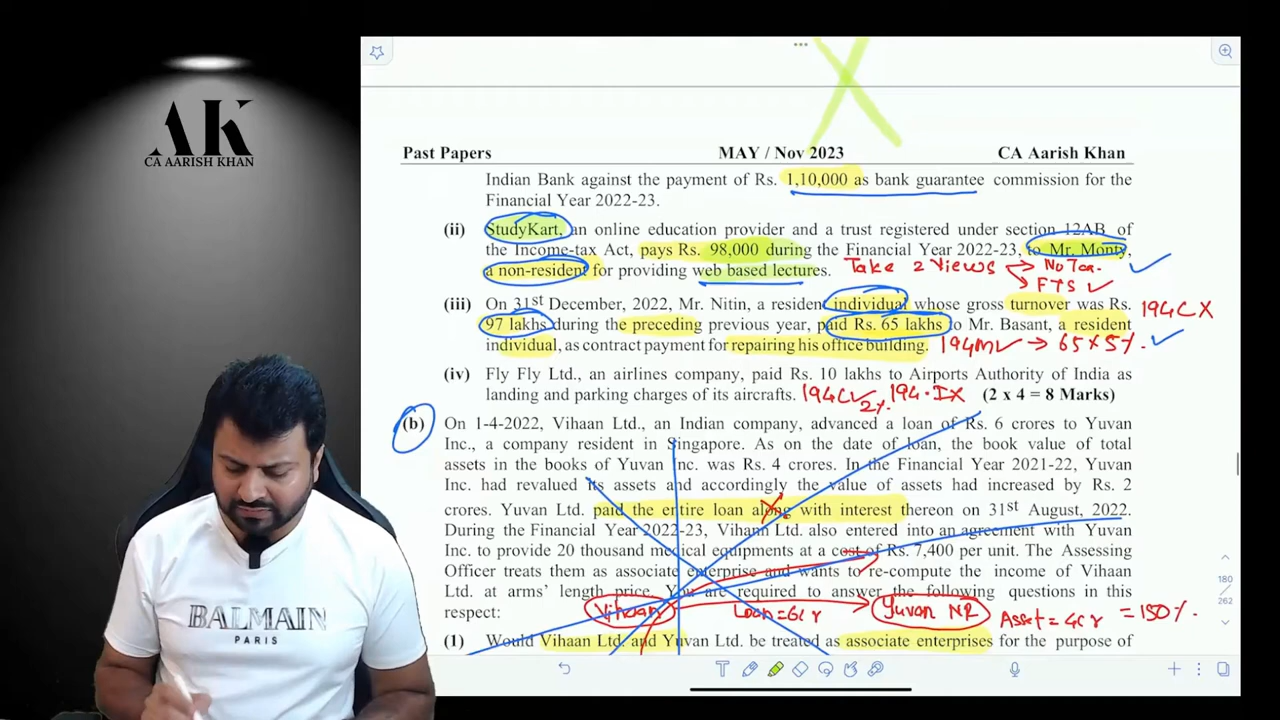 AK
CA AARISH KHAN
BALMAIN
PARIS
Past Papers MAY / Nov 2023 CA Aarish Khan
Indian Bank against the payment of Rs. 1,10,000 as bank guarantee commission for the
Financial Year 2022-23.
(ii) StudyKart, an online education provider and a trust registered under section 12AB of
the Income-tax Act, pays Rs. 98,000 during the Financial Year 2022-23, to Mr. Monty,
a non-resident for providing web based lectures. Take 2 views No Tax.
FTS
(iii) On 31st December, 2022, Mr. Nitin, a resident individual whose gross turnover was Rs. 194C X
97 lakhs during the preceding previous year, paid Rs. 65 lakhs to Mr. Basant, a resident
individual, as contract payment for repairing his office building. 194M → 65 x 5%.
(iv) Fly Fly Ltd., an airlines company, paid Rs. 10 lakhs to Airports Authority of India as
landing and parking charges of its aircrafts. 194C 2%. 194-I X (2 x 4 = 8 Marks)
(b) On 1-4-2022, Vihaan Ltd., an Indian company, advanced a loan of Rs. 6 crores to Yuvan
Inc., a company resident in Singapore. As on the date of loan, the book value of total
assets in the books of Yuvan Inc. was Rs. 4 crores. In the Financial Year 2021-22, Yuvan
Inc. had revalued its assets and accordingly the value of assets had increased by Rs. 2
crores. Yuvan Ltd. paid the entire loan along with interest thereon on 31st August, 2022.
During the Financial Year 2022-23, Vihann Ltd. also entered into an agreement with Yuvan
Inc. to provide 20 thousand medical equipments at a cost of Rs. 7,400 per unit. The Assessing
Officer treats them as associate enterprise and wants to re-compute the income of Vihaan
Ltd. at arms' length price. You are required to answer the following questions in this
respect: Vihaan Loan = 6cr Yuvan NR Asset = 4cr = 150%.
(1) Would Vihaan Ltd. and Yuvan Ltd. be treated as associate enterprises for the purpose of
180
262